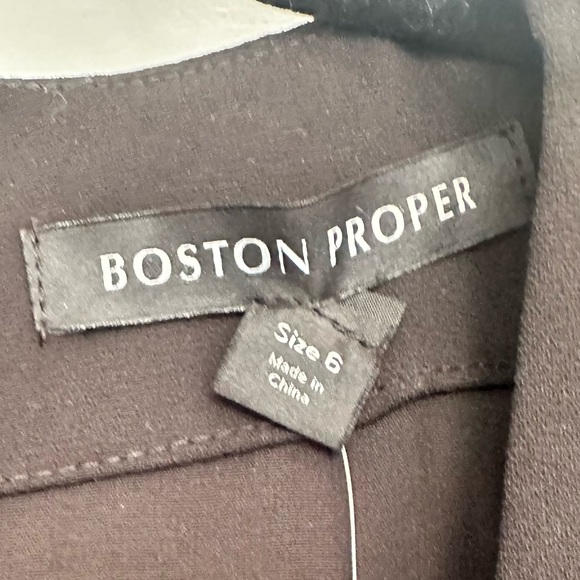 BOSTON PROPER
Size 6
Made in
China